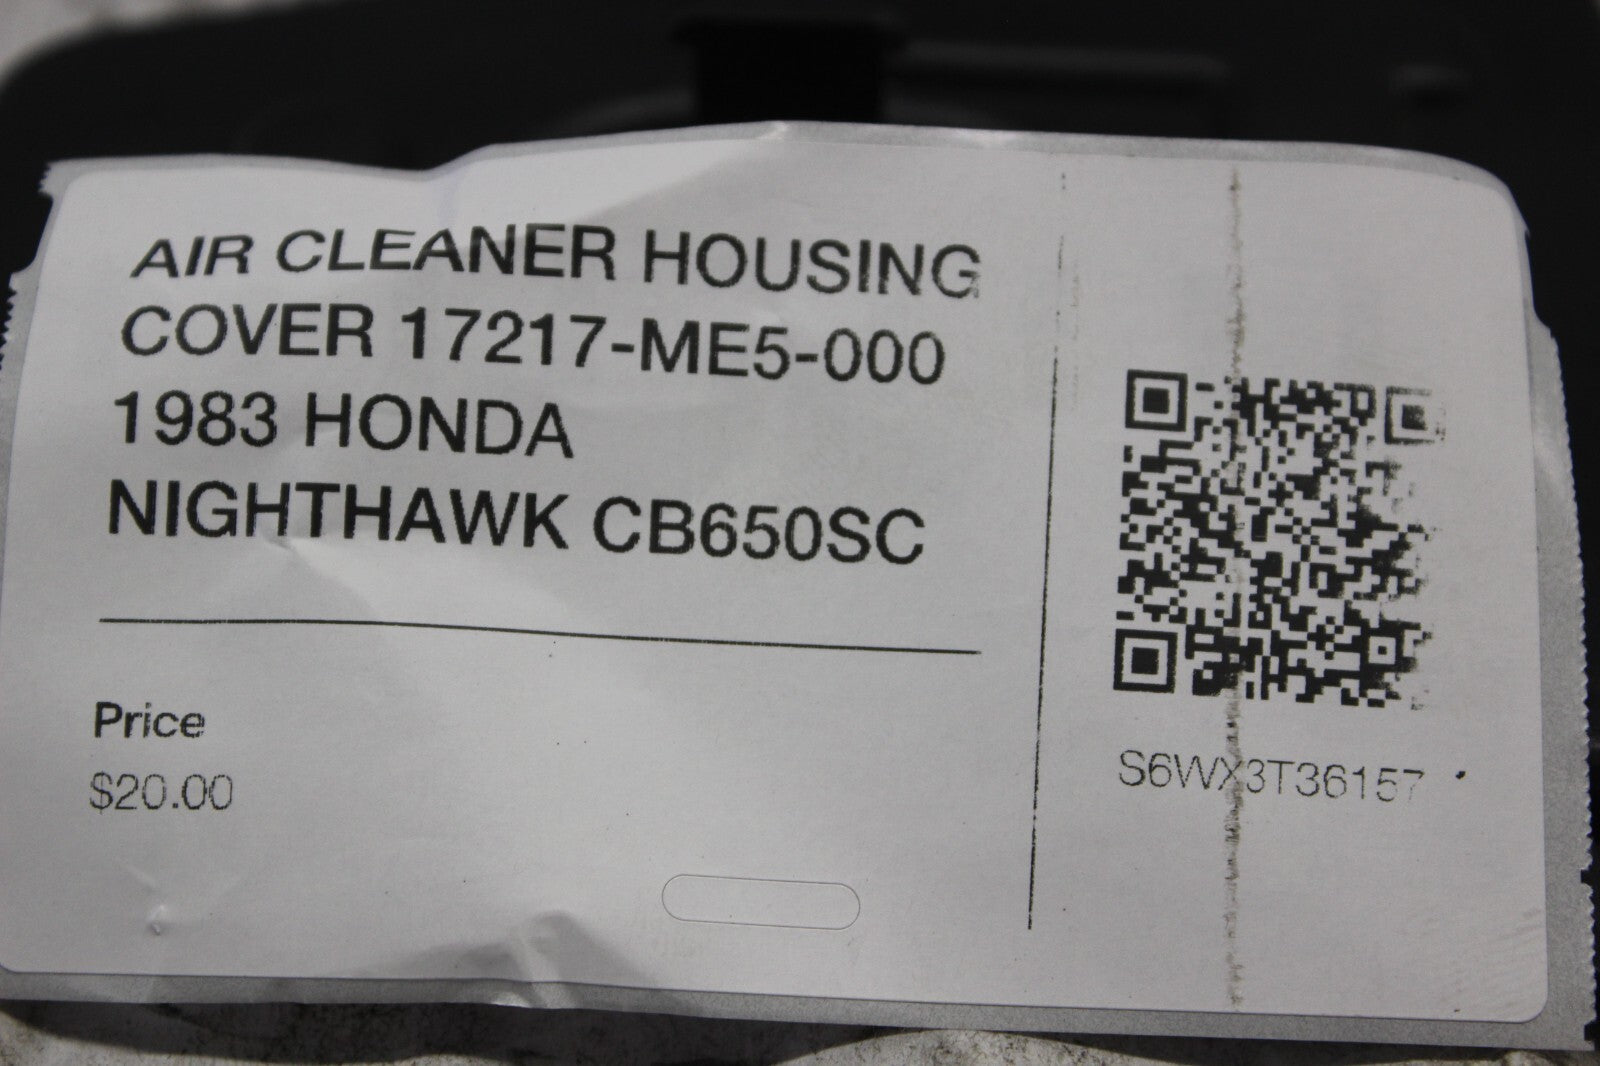 AIR CLEANER HOUSING
COVER 17217-ME5-000
1983 HONDA
NIGHTHAWK CB650SC
Price
$20.00
S6WX3T36157